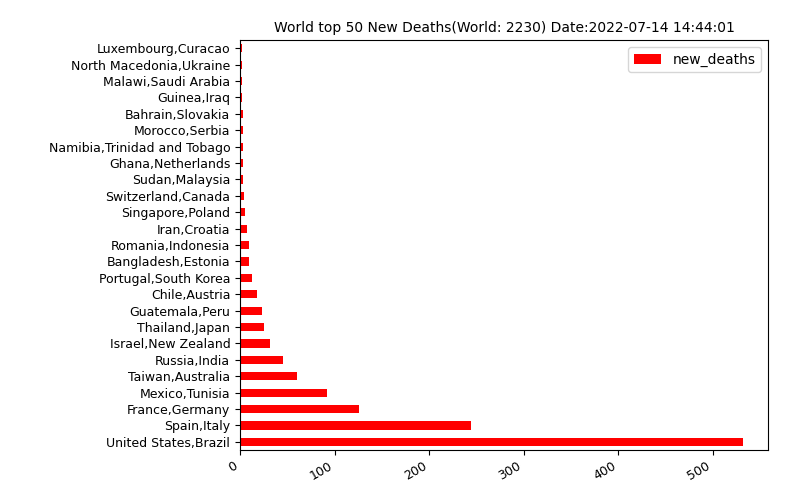 World top 50 New Deaths(World: 2230) Date:2022-07-14 14:44:01
new_deaths
Luxembourg,Curacao
North Macedonia,Ukraine
Malawi,Saudi Arabia
Guinea,Iraq
Bahrain,Slovakia
Morocco,Serbia
Namibia,Trinidad and Tobago
Ghana,Netherlands
Sudan,Malaysia
Switzerland,Canada
Singapore,Poland
Iran,Croatia
Romania,Indonesia
Bangladesh,Estonia
Portugal,South Korea
Chile,Austria
Guatemala,Peru
Thailand,Japan
Israel,New Zealand
Russia,India
Taiwan,Australia
Mexico,Tunisia
France,Germany
Spain,Italy
United States,Brazil
0 100 200 300 400 500